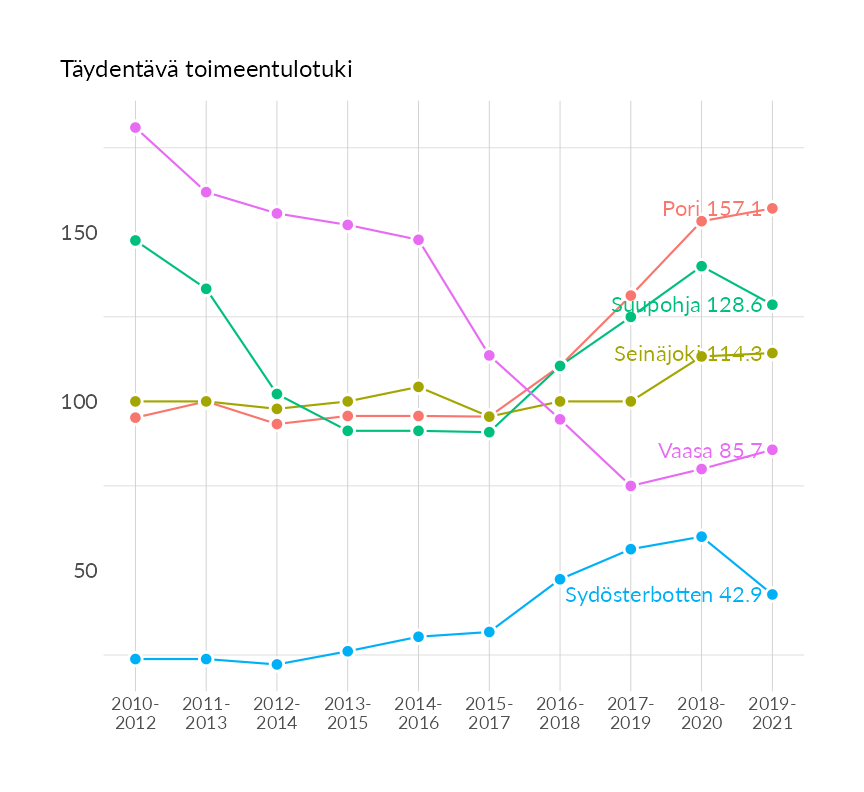 Täydentävä toimeentulotuki
Pori 157.1
150
Suupohja 128.6
Seinäjoki 114.3
100
Vaasa 85.7
50
Sydösterbotten 42.9
2010- 2011- 2012- 2013- 2014- 2015- 2016- 2017- 2018- 2019-
2012 2013 2014 2015 2016 2017 2018 2019 2020 2021